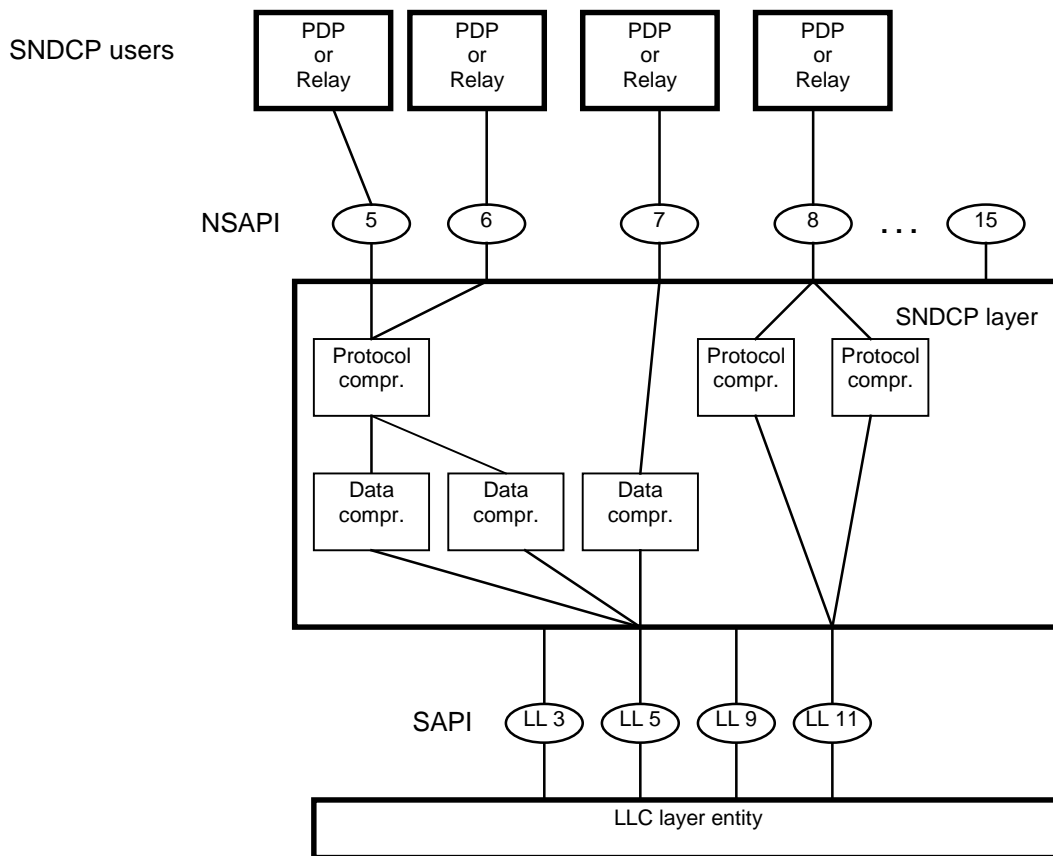 SNDCP users
PDP
or
Relay
PDP
or
Relay
PDP
or
Relay
PDP
or
Relay
NSAPI
5
6
7
8
. . .
15
SNDCP layer
Protocol
compr.
Protocol
compr.
Protocol
compr.
Data
compr.
Data
compr.
Data
compr.
SAPI
LL 3
LL 5
LL 9
LL 11
LLC layer entity